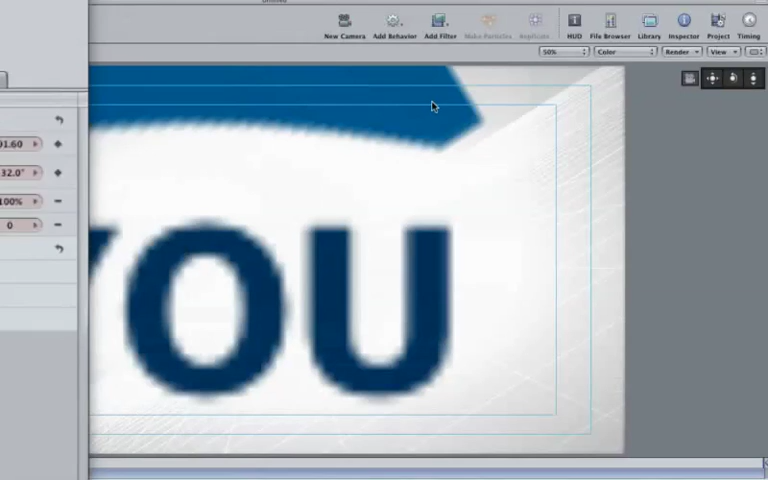 New Camera Add Behavior Add Filter Make Particles Replicate HUD File Browser Library Inspector Project Timing
50% Color Render View
01.60
32.0°
100%
0
YOU